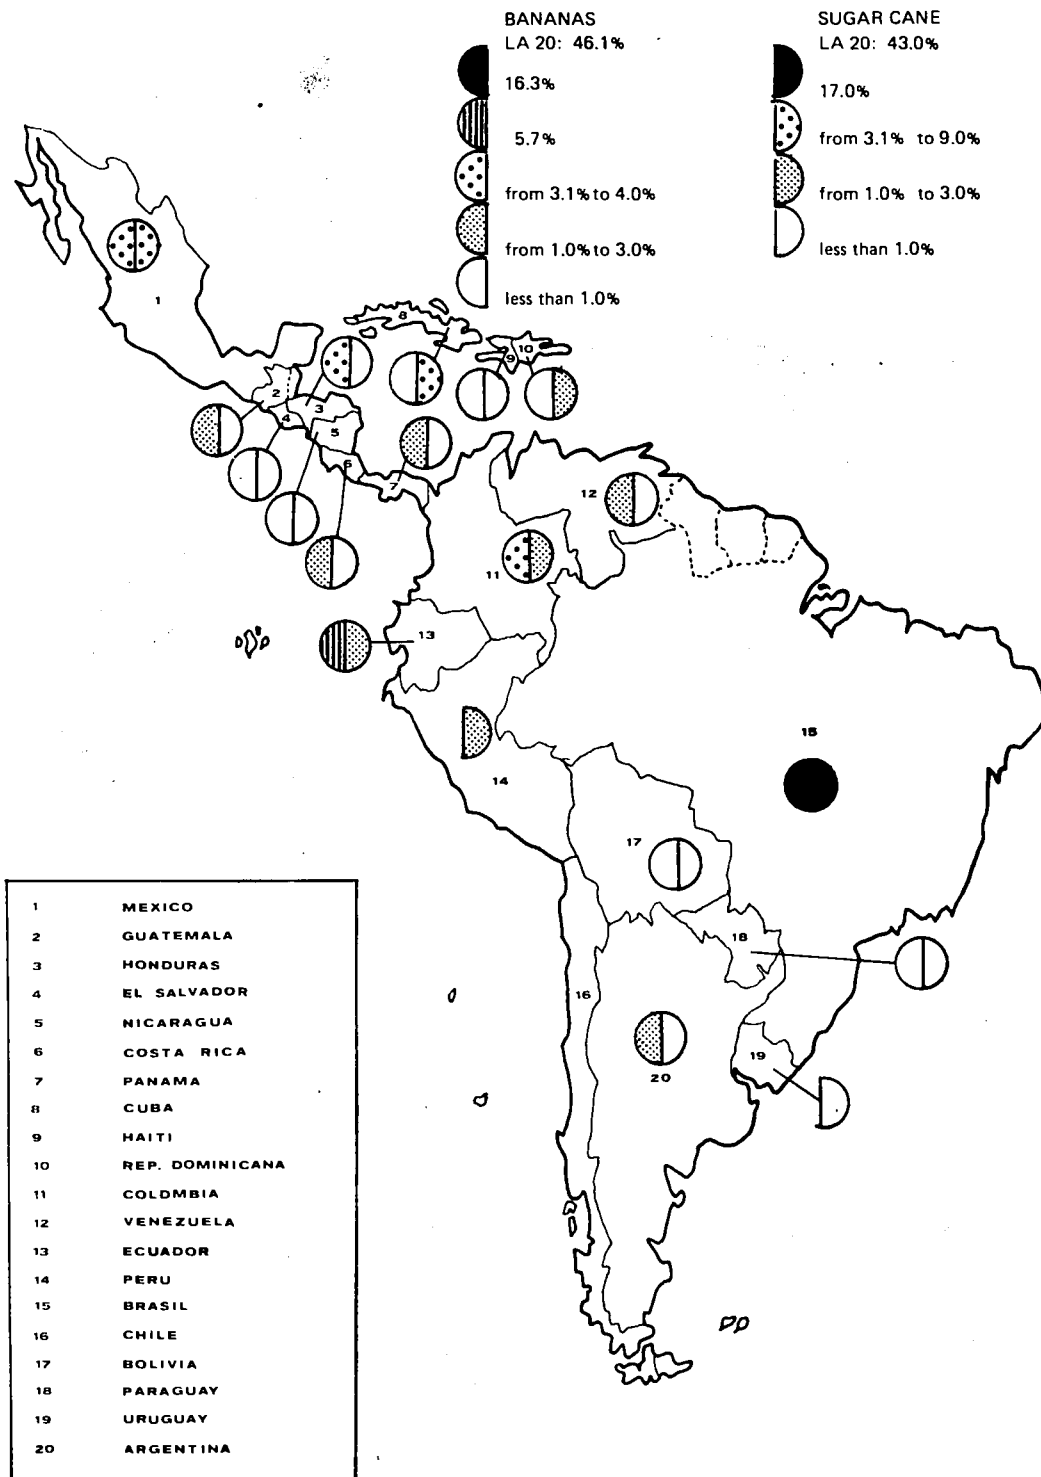 BANANAS
LA 20: 46.1%
16.3%
5.7%
from 3.1% to 4.0%
from 1.0% to 3.0%
less than 1.0%
SUGAR CANE
LA 20: 43.0%
17.0%
from 3.1% to 9.0%
from 1.0% to 3.0%
less than 1.0%
1
8
10
9
2
3
4
5
6
7
12
11
13
15
14
17
18
16
19
20
1 MEXICO
2 GUATEMALA
3 HONDURAS
4 EL SALVADOR
5 NICARAGUA
6 COSTA RICA
7 PANAMA
8 CUBA
9 HAITI
10 REP. DOMINICANA
11 COLOMBIA
12 VENEZUELA
13 ECUADOR
14 PERU
15 BRASIL
16 CHILE
17 BOLIVIA
18 PARAGUAY
19 URUGUAY
20 ARGENTINA